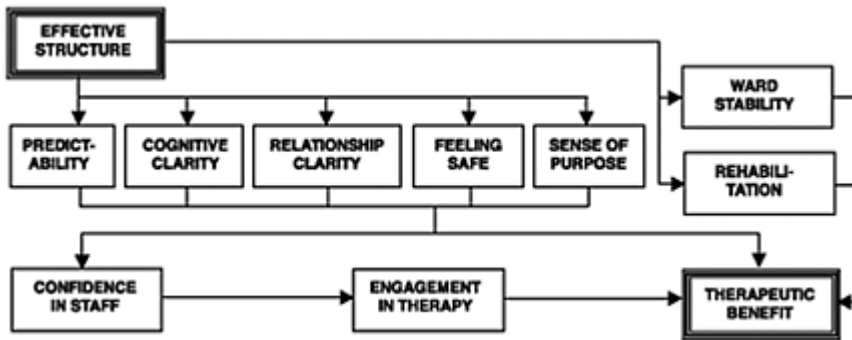 EFFECTIVE
STRUCTURE
WARD
STABILITY
PREDICT-
ABILITY
COGNITIVE
CLARITY
RELATIONSHIP
CLARITY
FEELING
SAFE
SENSE OF
PURPOSE
REHABILI-
TATION
CONFIDENCE
IN STAFF
ENGAGEMENT
IN THERAPY
THERAPEUTIC
BENEFIT